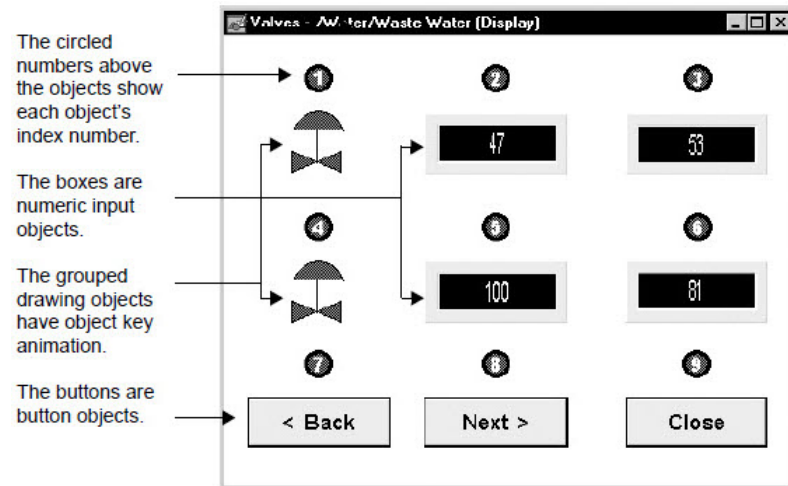 Valves - /Water/Waste Water (Display)
The circled
numbers above
the objects show
each object's
index number.
The boxes are
numeric input
objects.
The grouped
drawing objects
have object key
animation.
The buttons are
button objects.
1 2 3
47 53
4 5 6
100 81
7 8 9
< Back Next > Close